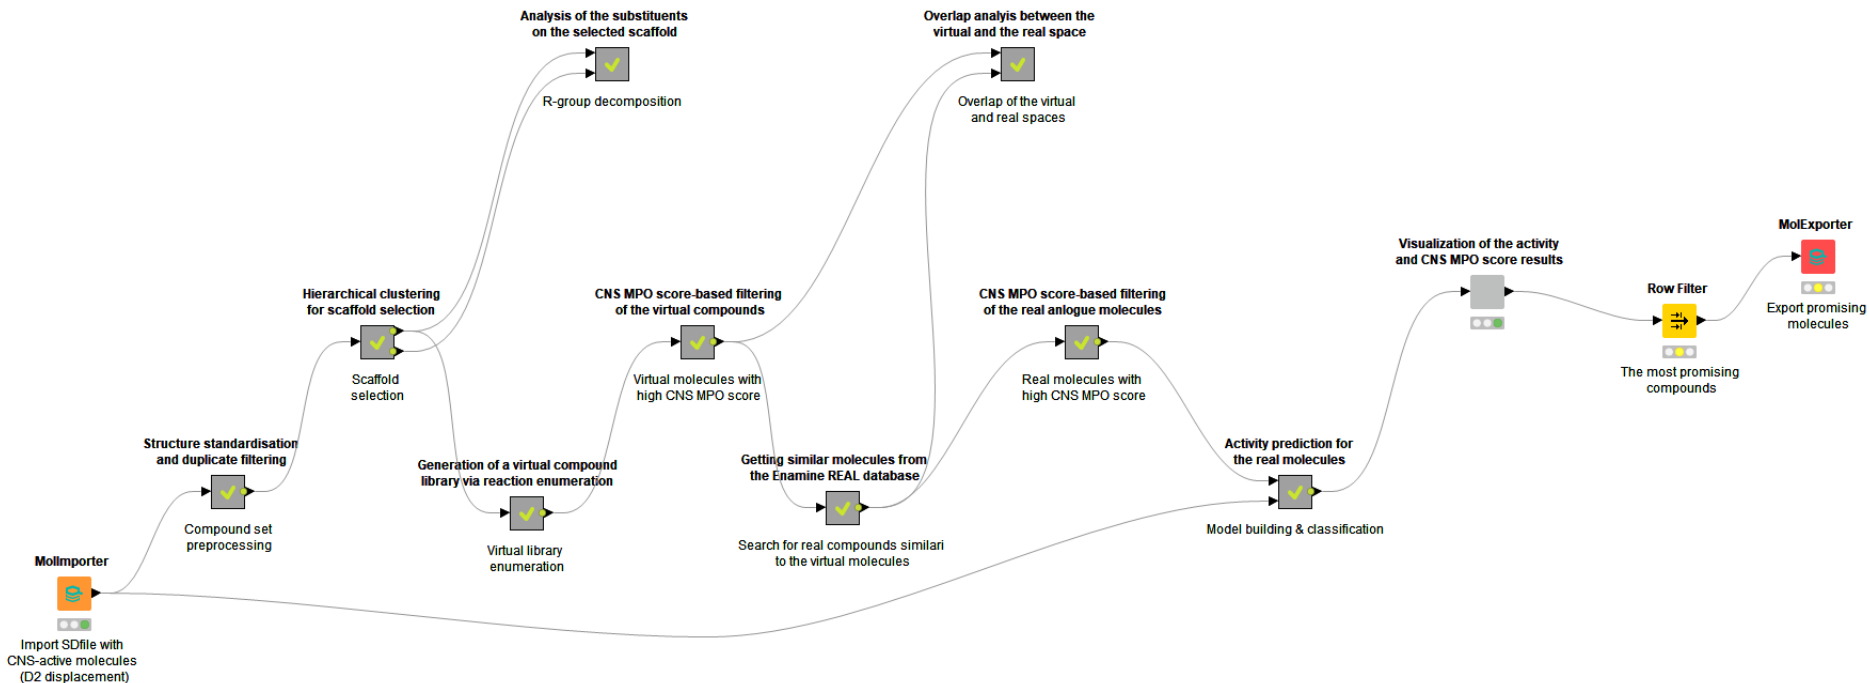 Analysis of the substituents
on the selected scaffold
R-group decomposition
Overlap analyis between the
virtual and the real space
Overlap of the virtual
and real spaces
MolExporter
Export promising
molecules
Visualization of the activity
and CNS MPO score results
Row Filter
The most promising
compounds
Hierarchical clustering
for scaffold selection
Scaffold
selection
CNS MPO score-based filtering
of the virtual compounds
Virtual molecules with
high CNS MPO score
CNS MPO score-based filtering
of the real anlogue molecules
Real molecules with
high CNS MPO score
Structure standardisation
and duplicate filtering
Compound set
preprocessing
Generation of a virtual compound
library via reaction enumeration
Virtual library
enumeration
Getting similar molecules from
the Enamine REAL database
Search for real compounds similari
to the virtual molecules
Activity prediction for
the real molecules
Model building & classification
MolImporter
Import SDfile with
CNS-active molecules
(D2 displacement)